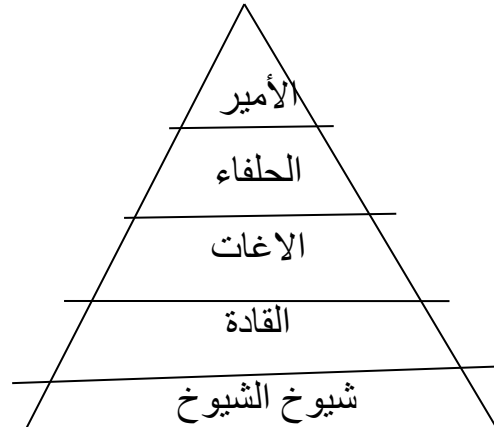 الأمير
الحلفاء
الاغات
القادة
شيوخ الشيوخ